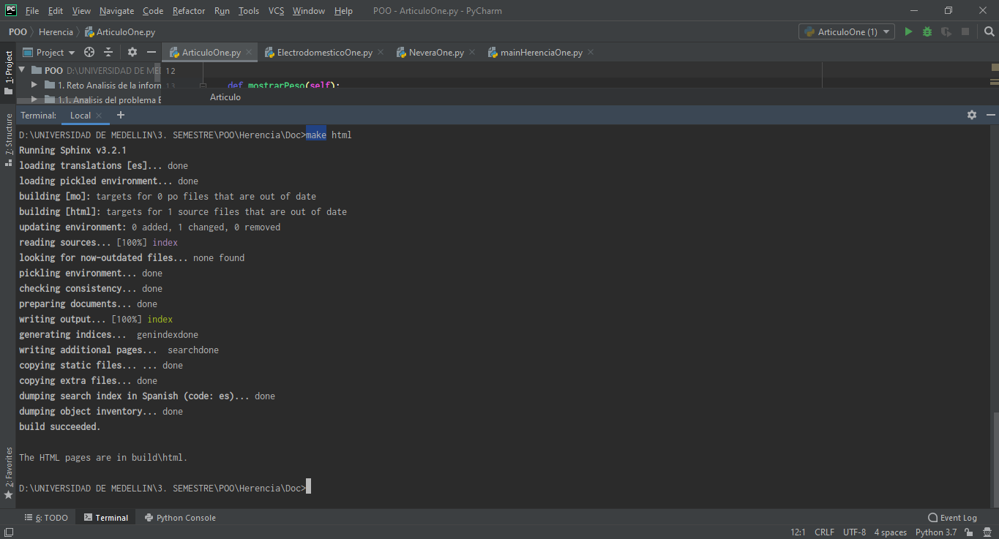 PC File Edit View Navigate Code Refactor Run Tools VCS Window Help POO - ArticuloOne.py - PyCharm
POO Herencia ArticuloOne.py ArticuloOne (1)
Project ArticuloOne.py ElectrodomesticoOne.py NeveraOne.py mainHerenciaOne.py
1: Project
POO D:\UNIVERSIDAD DE ME 12
1. Reto Analisis de la inforn 13 def mostrarPeso(self):
1.1. Analisis del problema E Articulo
Terminal: Local +
7: Structure
D:\UNIVERSIDAD DE MEDELLIN\3. SEMESTRE\POO\Herencia\Doc>make html
Running Sphinx v3.2.1
loading translations [es]... done
loading pickled environment... done
building [mo]: targets for 0 po files that are out of date
building [html]: targets for 1 source files that are out of date
updating environment: 0 added, 1 changed, 0 removed
reading sources... [100%] index
looking for now-outdated files... none found
pickling environment... done
checking consistency... done
preparing documents... done
writing output... [100%] index
generating indices...  genindexdone
writing additional pages...  searchdone
copying static files... ... done
copying extra files... done
dumping search index in Spanish (code: es)... done
dumping object inventory... done
build succeeded.
The HTML pages are in build\html.
D:\UNIVERSIDAD DE MEDELLIN\3. SEMESTRE\POO\Herencia\Doc>
2: Favorites
6: TODO Terminal Python Console Event Log
12:1 CRLF UTF-8 4 spaces Python 3.7